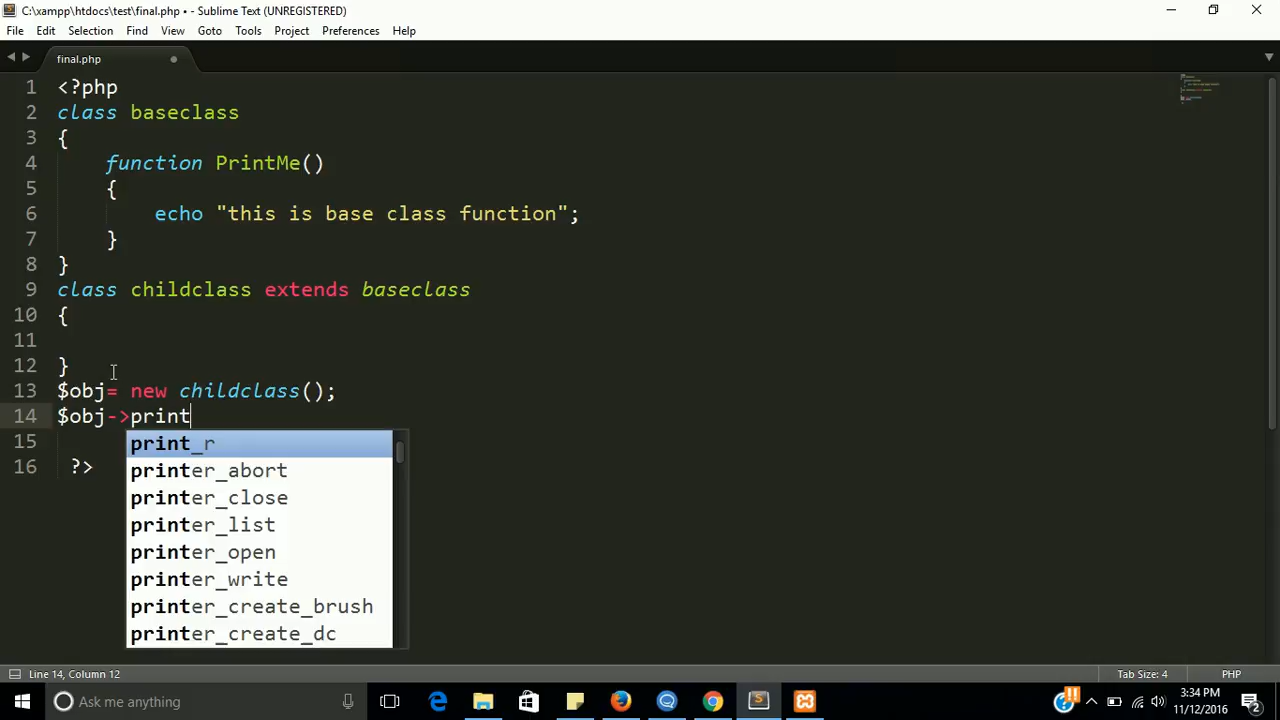 C:\xampp\htdocs\test\final.php • - Sublime Text (UNREGISTERED)
File Edit Selection Find View Goto Tools Project Preferences Help
final.php
1 <?php
2 class baseclass
3 {
4 function PrintMe()
5 {
6 echo "this is base class function";
7 }
8 }
9 class childclass extends baseclass
10 {
11
12 }
13 $obj= new childclass();
14 $obj->print
15 print_r
printer_abort
16 ?>
printer_close
printer_list
printer_open
printer_write
printer_create_brush
printer_create_dc
Line 14, Column 12 Tab Size: 4 PHP
Ask me anything
3:34 PM
11/12/2016
2